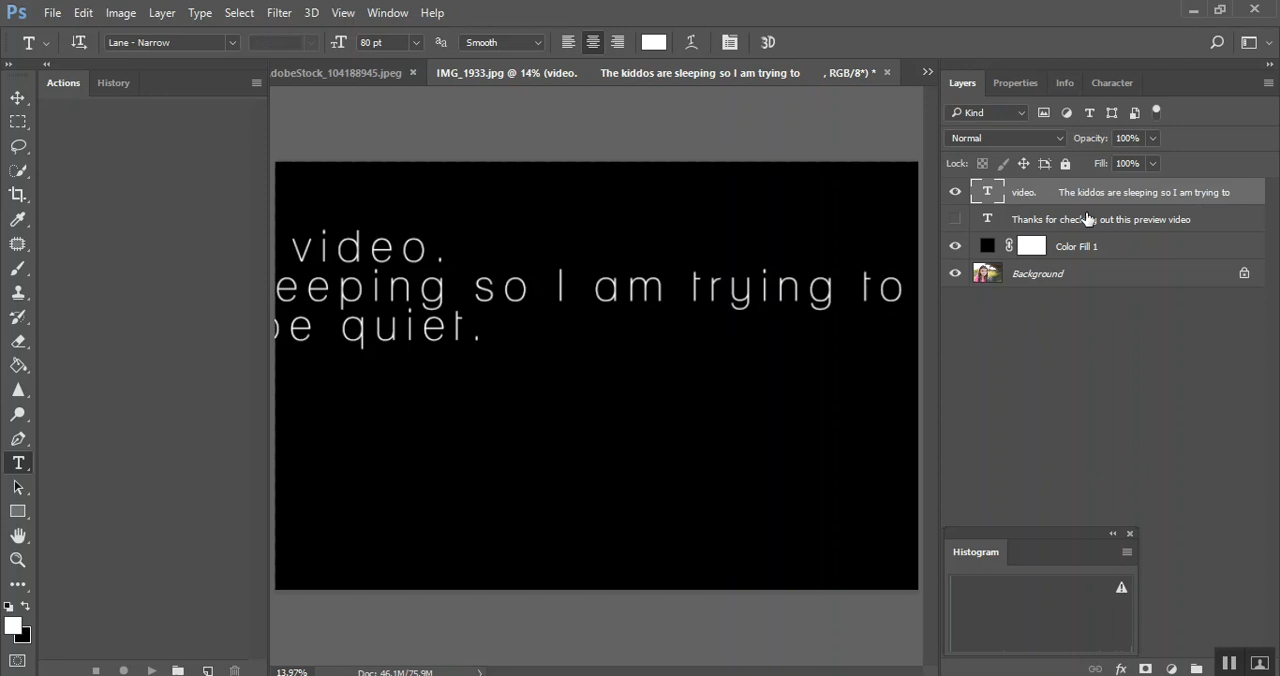 Ps File Edit Image Layer Type Select Filter 3D View Window Help
T Lane - Narrow 80 pt aa Smooth 3D
Actions History
dobeStock_104188945.jpeg × IMG_1933.jpg @ 14% (video. The kiddos are sleeping so I am trying to , RGB/8*) * ×
Layers Properties Info Character
Kind
Normal Opacity: 100%
Lock: Fill: 100%
T video. The kiddos are sleeping so I am trying to
T Thanks for checking out this preview video
Color Fill 1
Background
video.
eeping so I am trying to
be quiet.
Histogram
13.97% Doc: 46.1M/75.9M
fx